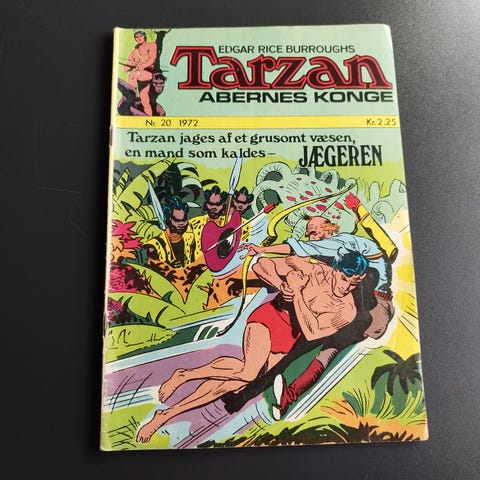 EDGAR RICE BURROUGHS
Tarzan
ABERNES KONGE
Nr. 20 1972
Kr. 2,25
Tarzan jages af et grusomt væsen,
en mand som kaldes – JÆGEREN